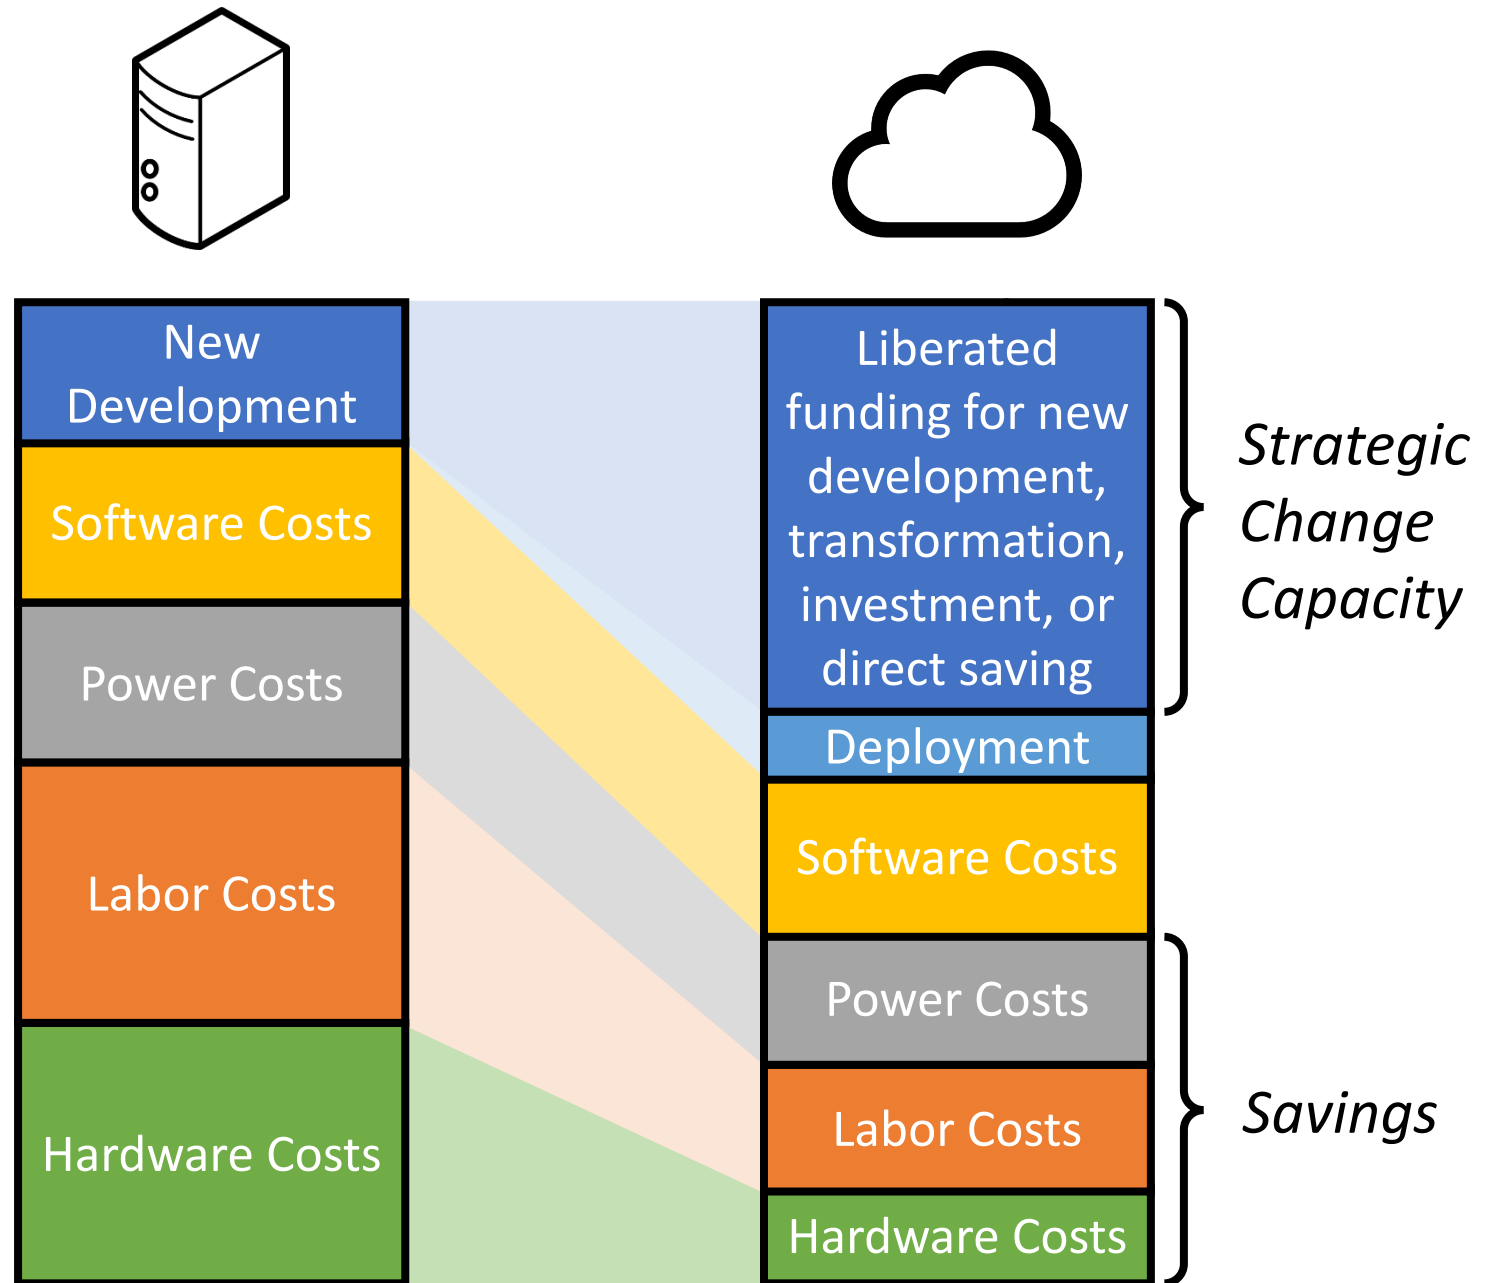 New
Development
Software Costs
Power Costs
Labor Costs
Hardware Costs
Liberated
funding for new
development,
transformation,
investment, or
direct saving
Deployment
Software Costs
Power Costs
Labor Costs
Hardware Costs
Strategic
Change
Capacity
Savings